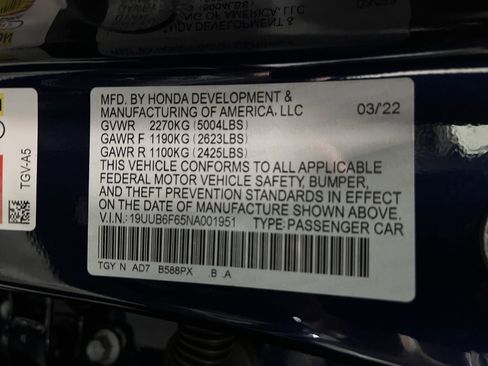 MFD. BY HONDA DEVELOPMENT &
MANUFACTURING OF AMERICA, LLC
03/22
GVWR 2270KG (5004LBS)
GAWR F 1190KG (2623LBS)
GAWR R 1100KG (2425LBS)
THIS VEHICLE CONFORMS TO ALL APPLICABLE
FEDERAL MOTOR VEHICLE SAFETY, BUMPER,
AND THEFT PREVENTION STANDARDS IN EFFECT
ON THE DATE OF MANUFACTURE SHOWN ABOVE.
V.I.N.: 19UUB6F65NA001951 TYPE: PASSENGER CAR
TGY N AD7 B588PX .B .A
TGV-A5